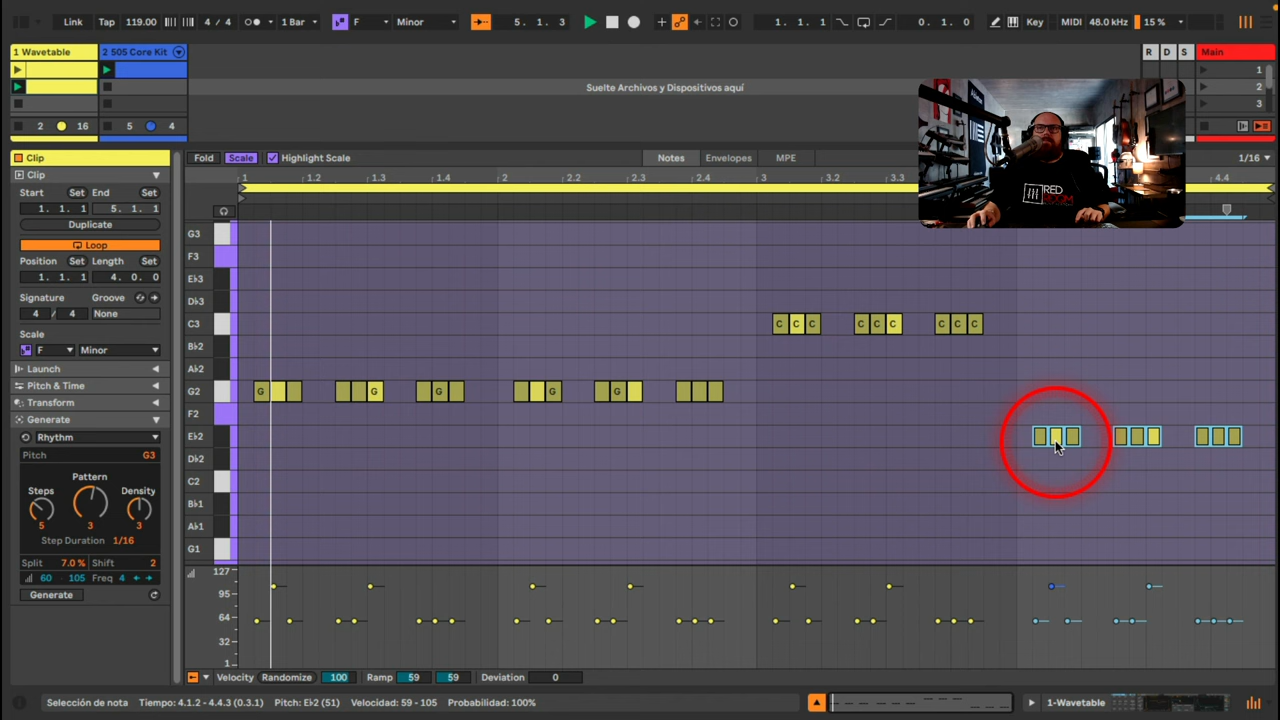 Link Tap 119.00 4 / 4 1 Bar F Minor 5. 1. 3 1. 1. 1 0. 1. 0 Key MIDI 48.0 kHz 15 %
1 Wavetable 2 505 Core Kit R D S Main
1
Suelte Archivos y Dispositivos aquí 2
3
2 16 5 4
Clip Fold Scale Highlight Scale Notes Envelopes MPE 1/16
Clip 1 1.2 1.3 1.4 2 2.2 2.3 2.4 3 3.2 3.3 4.4
Start Set End Set
1. 1. 1 5. 1. 1
Duplicate
Loop
Position Set Length Set
1. 1. 1 4. 0. 0
Signature Groove
4 / 4 None
Scale
F Minor
Launch
Pitch & Time
Transform
Generate
Rhythm
Pitch G3
Pattern
Steps Density
5 3 3
Step Duration 1/16
Split 7.0 % Shift 2
60 - 105 Freq 4
Generate
RED
ROOM
G3
F3
E♭3
D♭3
C3 C C C C C C C C C
B♭2
A♭2
G2 G G G G G G
F2
E♭2
D♭2
C2
B♭1
A♭1
G1
127
95
64
32
1
Velocity Randomize 100 Ramp 59 59 Deviation 0
Selección de nota Tiempo: 4.1.2 - 4.4.3 (0.3.1) Pitch: E♭2 (51) Velocidad: 59 - 105 Probabilidad: 100% 1-Wavetable